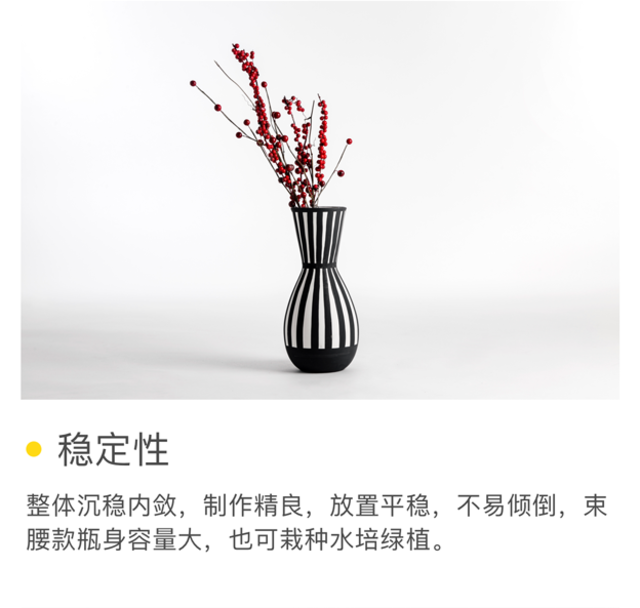 稳定性
整体沉稳内敛，制作精良，放置平稳，不易倾倒，束
腰款瓶身容量大，也可栽种水培绿植。